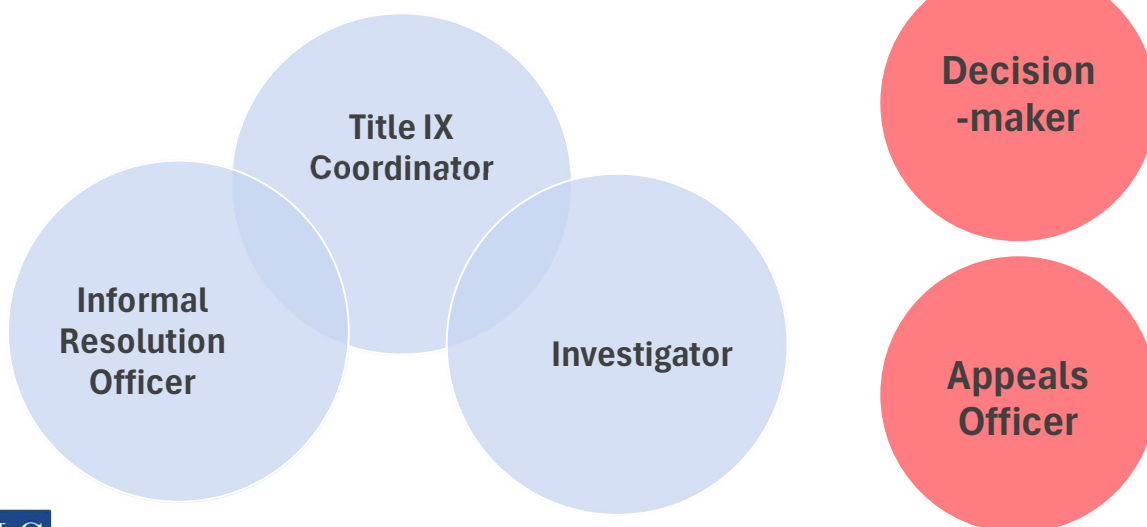 Title IX
Coordinator
Informal
Resolution
Officer
Investigator
Decision
-maker
Appeals
Officer